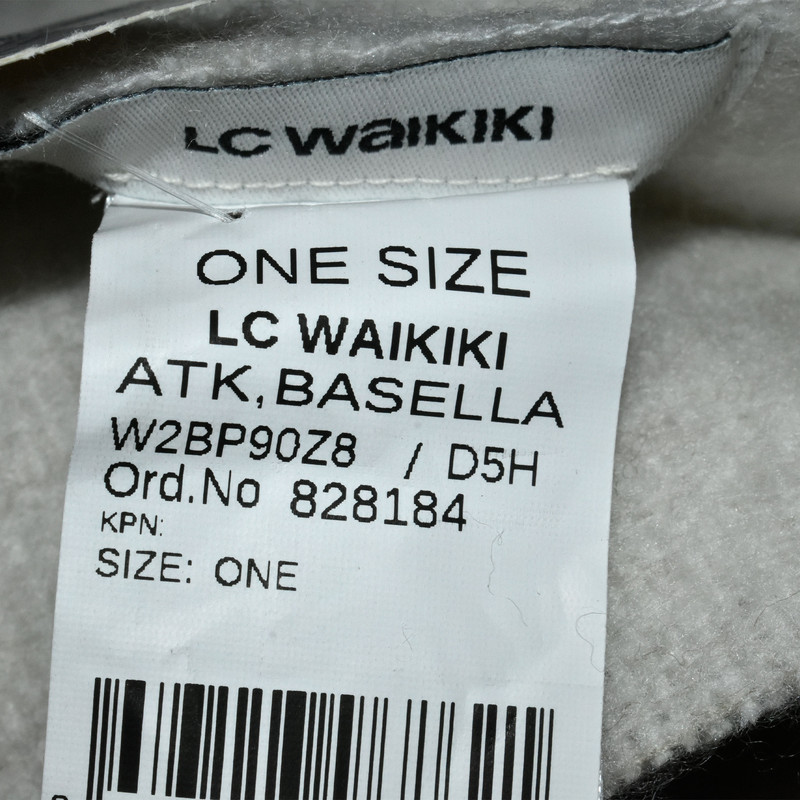 LC WAIKIKI
ONE SIZE
LC WAIKIKI
ATK,BASELLA
W2BP90Z8 / D5H
Ord.No 828184
KPN:
SIZE: ONE